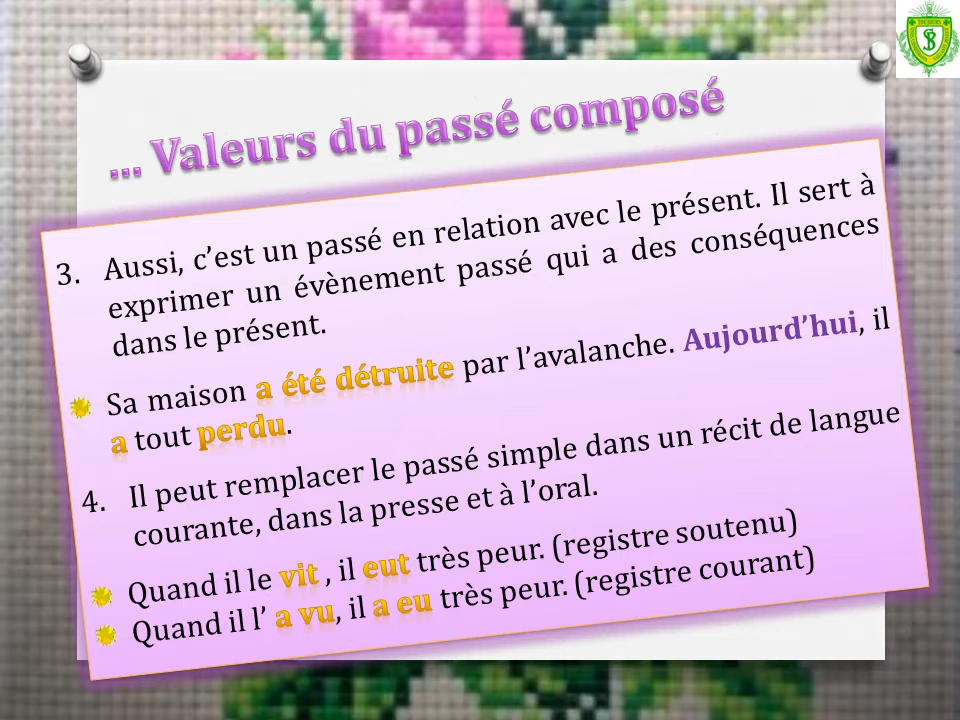 ... Valeurs du passé composé
3. Aussi, c’est un passé en relation avec le présent. Il sert à
exprimer un évènement passé qui a des conséquences
dans le présent.
Sa maison a été détruite par l’avalanche. Aujourd’hui, il
a tout perdu.
4. Il peut remplacer le passé simple dans un récit de langue
courante, dans la presse et à l’oral.
Quand il le vit , il eut très peur. (registre soutenu)
Quand il l’ a vu, il a eu très peur. (registre courant)